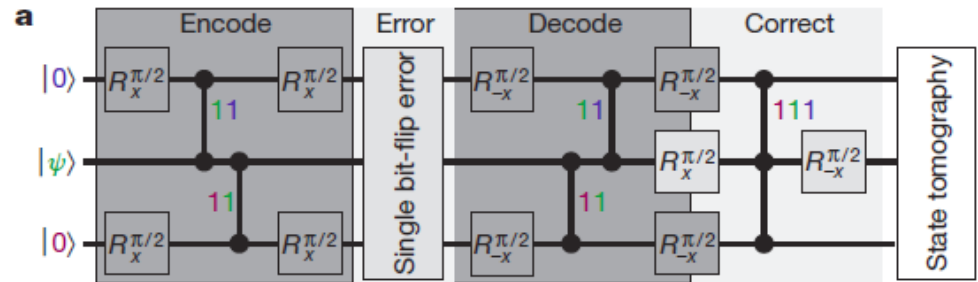 a
Encode Error Decode Correct
|0⟩ R_x^{π/2} R_x^{π/2} R_{-x}^{π/2} R_{-x}^{π/2}
11 11 111
|ψ⟩ R_x^{π/2} R_{-x}^{π/2}
11 11
|0⟩ R_x^{π/2} R_x^{π/2} R_{-x}^{π/2} R_{-x}^{π/2}
Single bit-flip error
State tomography